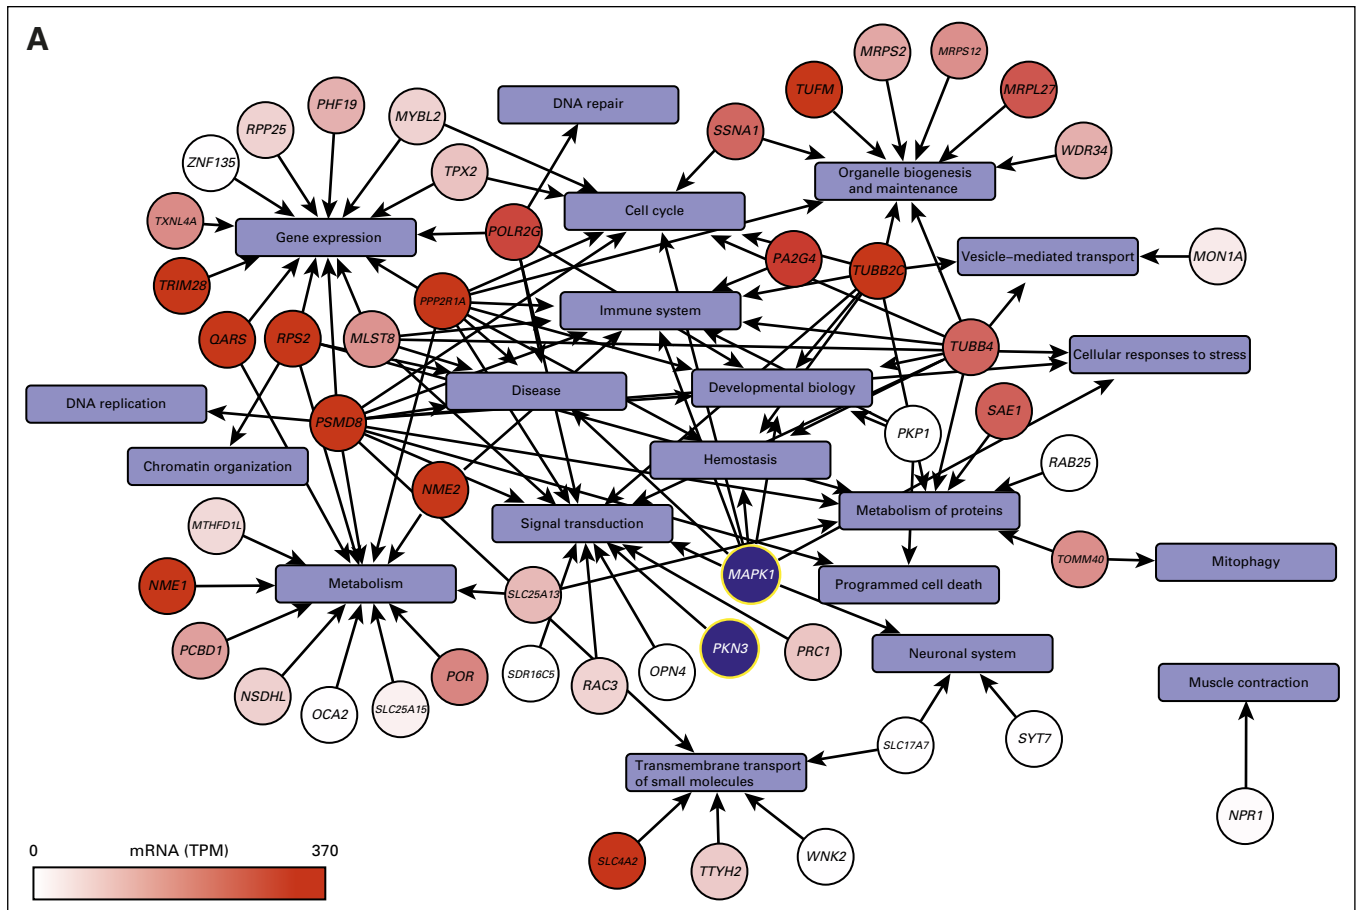 A
MRPS2
MRPS12
TUFM
MRPL27
PHF19
MYBL2
DNA repair
RPP25
SSNA1
WDR34
ZNF135
TPX2
Organelle biogenesis
and maintenance
TXNL4A
Cell cycle
Gene expression
POLR2G
PA2G4
TUBB2C
Vesicle–mediated transport
MON1A
TRIM28
PPP2R1A
Immune system
QARS
RPS2
MLST8
TUBB4
Cellular responses to stress
DNA replication
Disease
Developmental biology
PSMD8
SAE1
PKP1
Chromatin organization
Hemostasis
RAB25
NME2
MTHFD1L
Signal transduction
Metabolism of proteins
NME1
Metabolism
SLC25A13
MAPK1
Programmed cell death
TOMM40
Mitophagy
PCBD1
PKN3
PRC1
Neuronal system
NSDHL
OCA2
SLC25A15
POR
SDR16C5
RAC3
OPN4
Muscle contraction
SLC17A7
SYT7
Transmembrane transport
of small molecules
NPR1
SLC4A2
TTYH2
WNK2
0 mRNA (TPM) 370